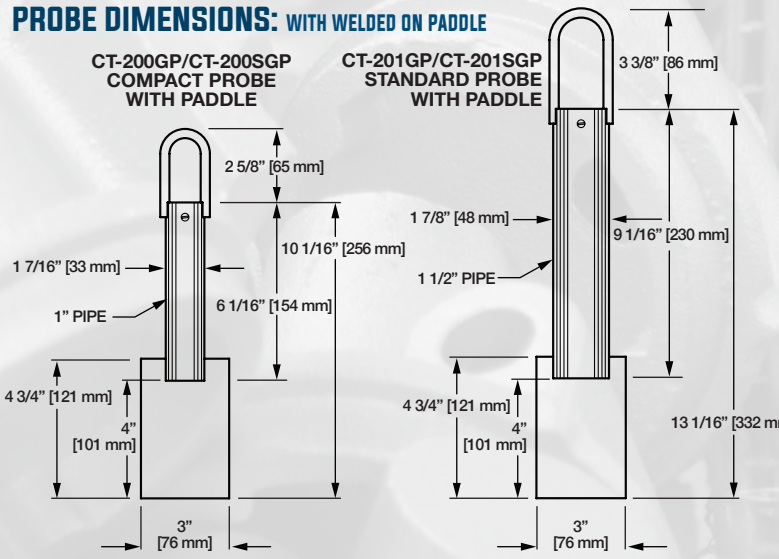 PROBE DIMENSIONS: WITH WELDED ON PADDLE
CT-200GP/CT-200SGP
COMPACT PROBE
WITH PADDLE
2 5/8” [65 mm]
10 1/16” [256 mm]
1 7/16” [33 mm]
6 1/16” [154 mm]
1” PIPE
4 3/4” [121 mm]
4”
[101 mm]
3”
[76 mm]
CT-201GP/CT-201SGP
STANDARD PROBE
WITH PADDLE
3 3/8” [86 mm]
1 7/8” [48 mm]
9 1/16” [230 mm]
1 1/2” PIPE
4 3/4” [121 mm]
4”
[101 mm]
13 1/16” [332 m
3”
[76 mm]